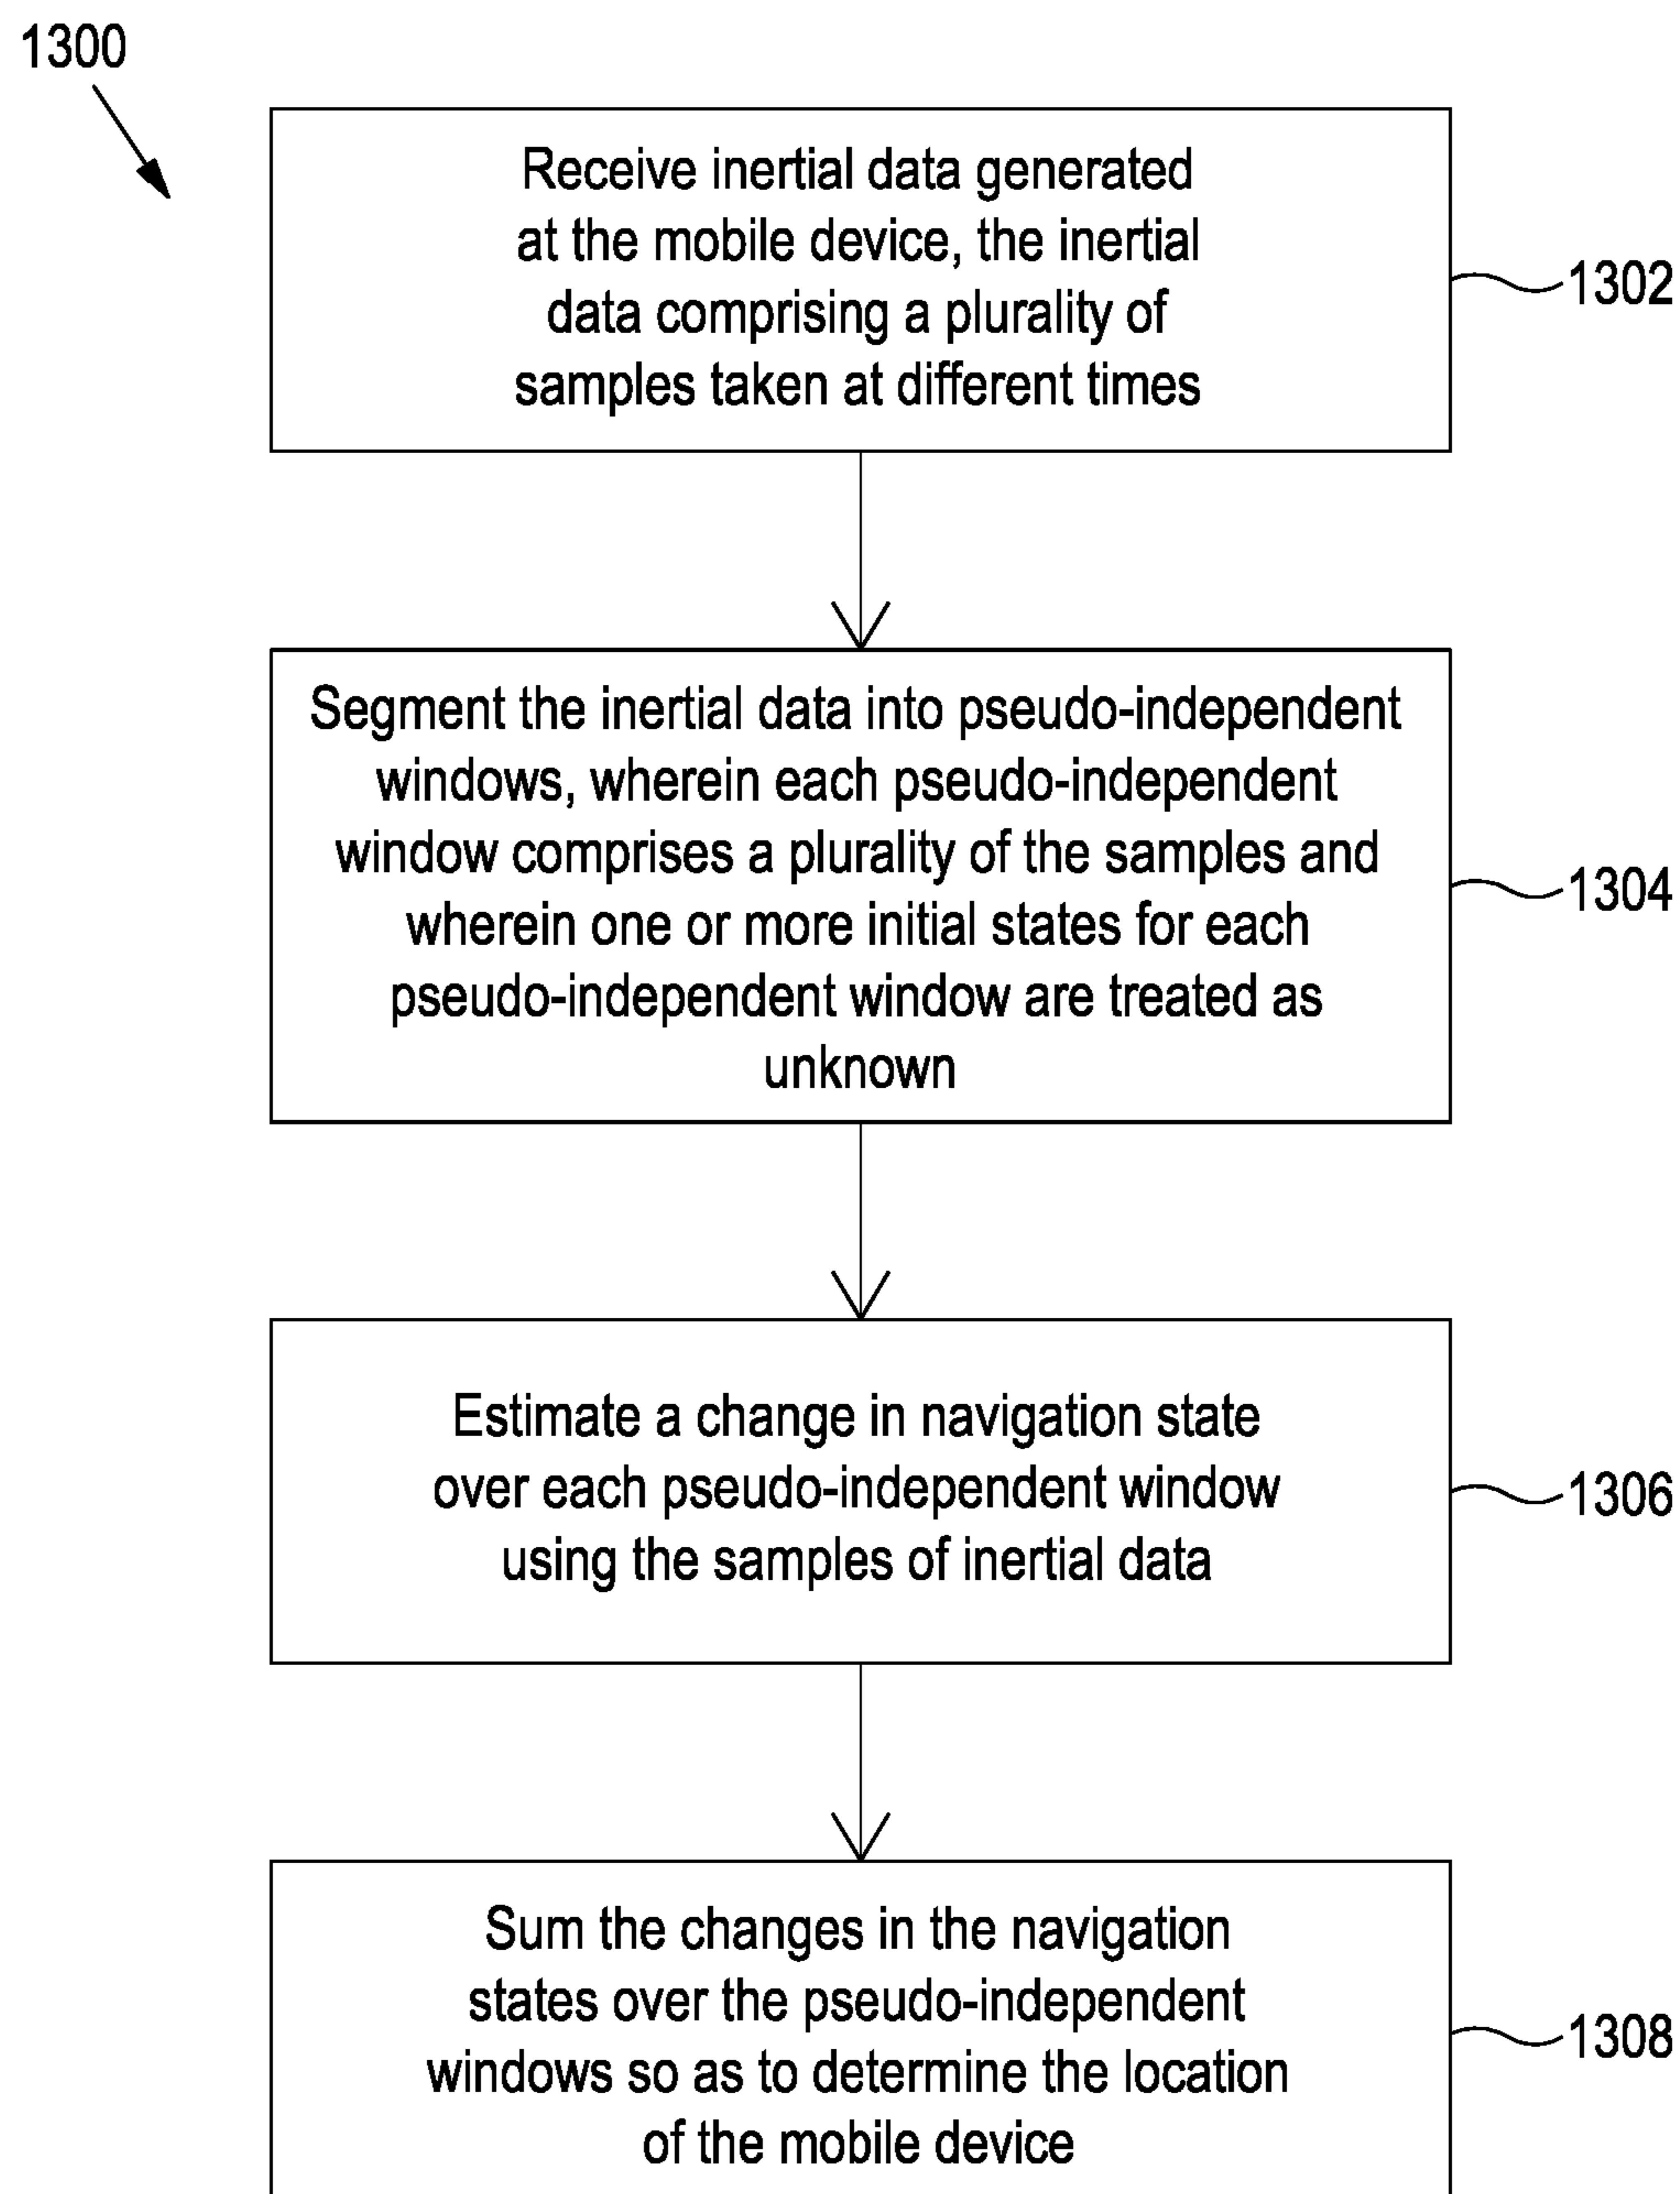 1300
Receive inertial data generated
at the mobile device, the inertial
data comprising a plurality of
samples taken at different times
1302
Segment the inertial data into pseudo-independent
windows, wherein each pseudo-independent
window comprises a plurality of the samples and
wherein one or more initial states for each
pseudo-independent window are treated as
unknown
1304
Estimate a change in navigation state
over each pseudo-independent window
using the samples of inertial data
1306
Sum the changes in the navigation
states over the pseudo-independent
windows so as to determine the location
of the mobile device
1308